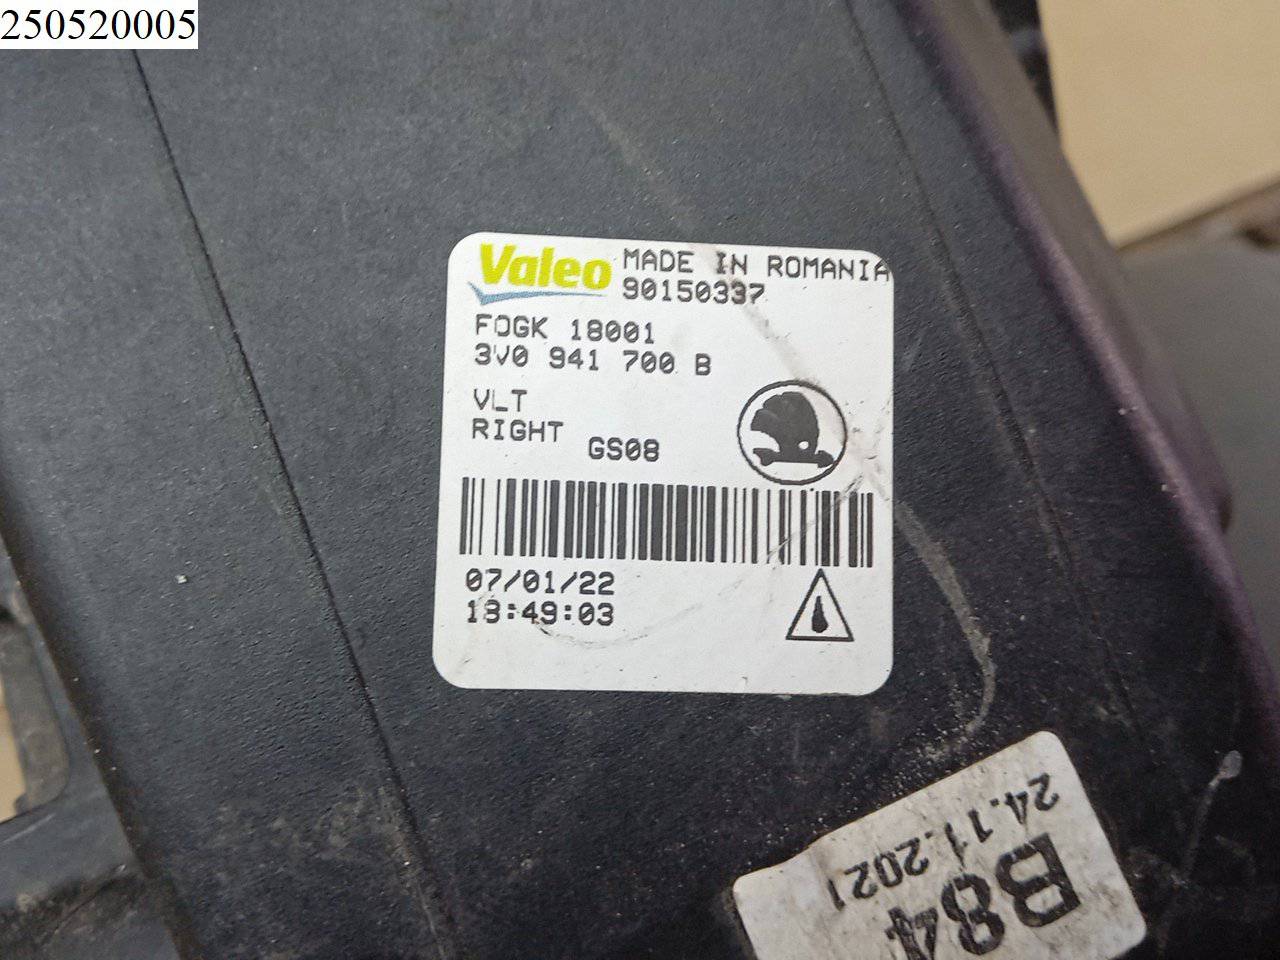 250520005
Valeo MADE IN ROMANIA
90150337
FOGK 18001
3V0 941 700 B
VLT
RIGHT GS08
07/01/22
18:49:03
24.11.2021
B84